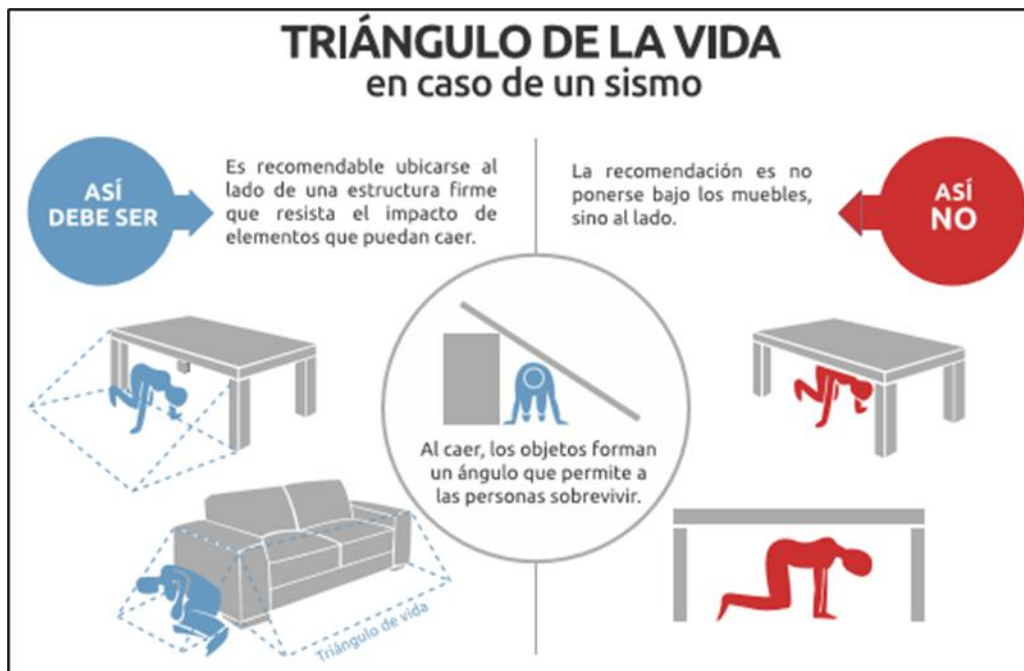 TRIÁNGULO DE LA VIDA
en caso de un sismo
ASÍ
DEBE SER
Es recomendable ubicarse al
lado de una estructura firme
que resista el impacto de
elementos que puedan caer.
La recomendación es no
ponerse bajo los muebles,
sino al lado.
ASÍ
NO
Al caer, los objetos forman
un ángulo que permite a
las personas sobrevivir.
Triángulo de vida